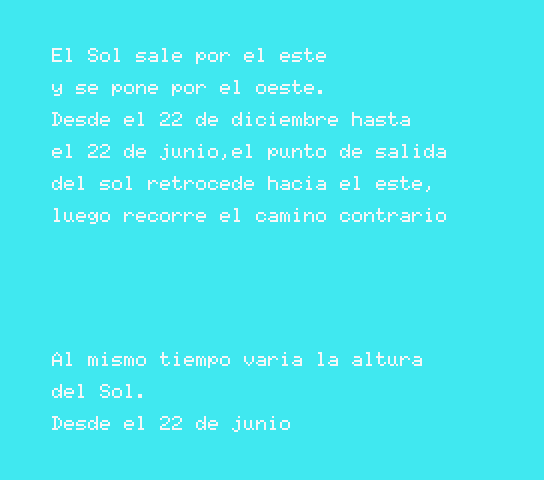 El Sol sale por el este
y se pone por el oeste.
Desde el 22 de diciembre hasta
el 22 de junio,el punto de salida
del sol retrocede hacia el este,
luego recorre el camino contrario
Al mismo tiempo varia la altura
del Sol.
Desde el 22 de junio